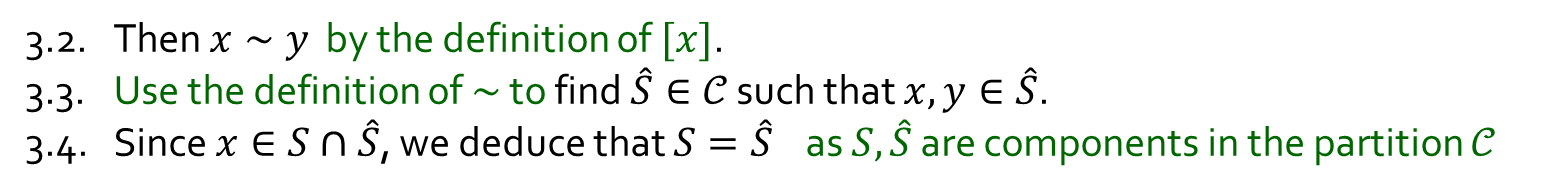 3.2. Then 𝑥 ~ 𝑦 by the definition of [𝑥].
3.3. Use the definition of ~ to find 𝑆̂ ∈ 𝒞 such that 𝑥, 𝑦 ∈ 𝑆̂.
3.4. Since 𝑥 ∈ 𝑆 ∩ 𝑆̂, we deduce that 𝑆 = 𝑆̂ as 𝑆, 𝑆̂ are components in the partition 𝒞